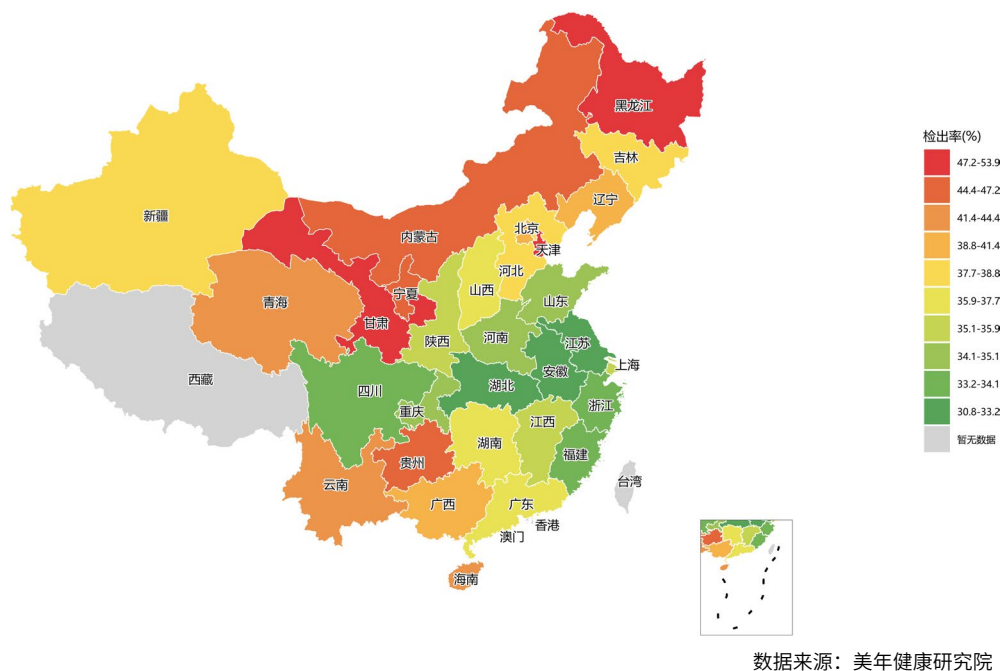 黑龙江
检出率(%)
47.2-53.9
44.4-47.2
41.4-44.4
38.8-41.4
37.7-38.8
35.9-37.7
35.1-35.9
34.1-35.1
33.2-34.1
30.8-33.2
暂无数据
吉林
辽宁
新疆
北京
内蒙古
天津
河北
山西
宁夏
青海
山东
甘肃
陕西
河南
江苏
上海
安徽
西藏
湖北
四川
浙江
重庆
江西
湖南
福建
贵州
台湾
云南
广西
广东
香港
澳门
海南
数据来源：美年健康研究院